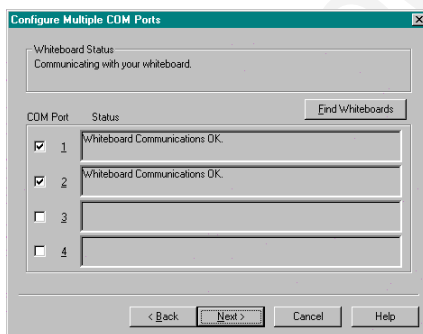 Configure Multiple COM Ports
Whiteboard Status
Communicating with your whiteboard.
Find Whiteboards
COM Port Status
1 Whiteboard Communications OK.
2 Whiteboard Communications OK.
3
4
< Back Next > Cancel Help